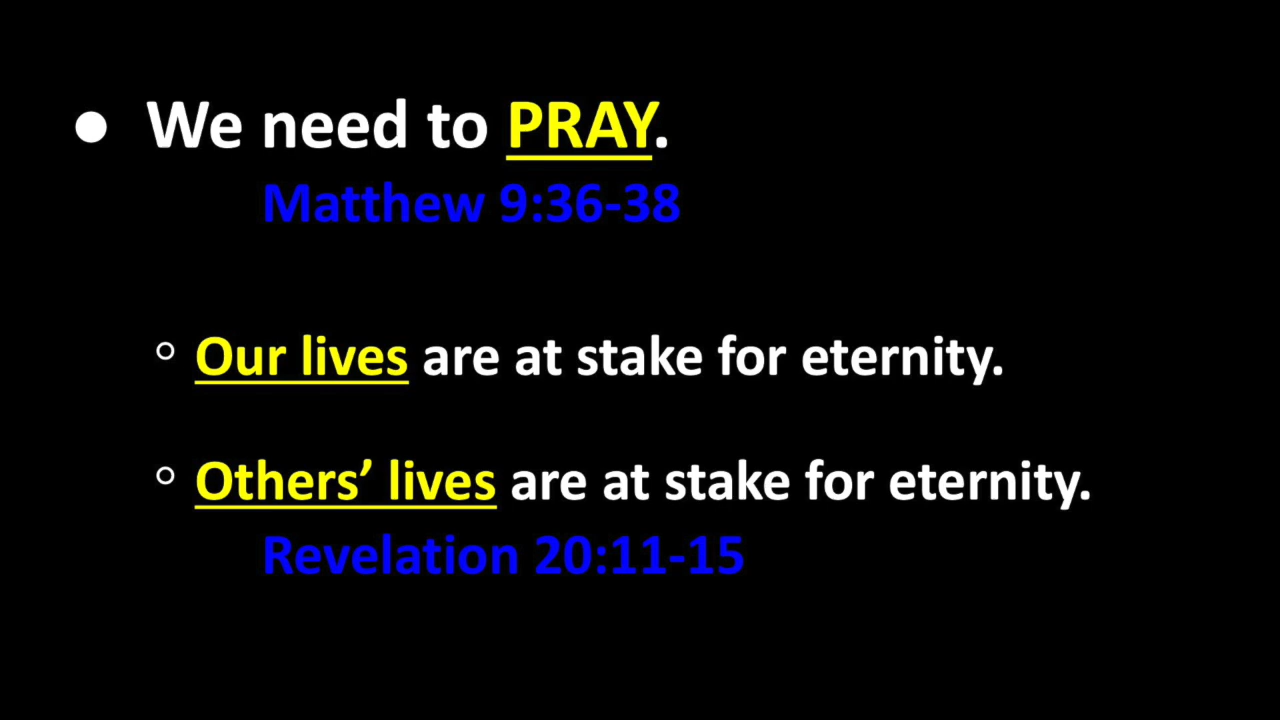 ● We need to PRAY.
Matthew 9:36-38
○ Our lives are at stake for eternity.
○ Others’ lives are at stake for eternity.
Revelation 20:11-15